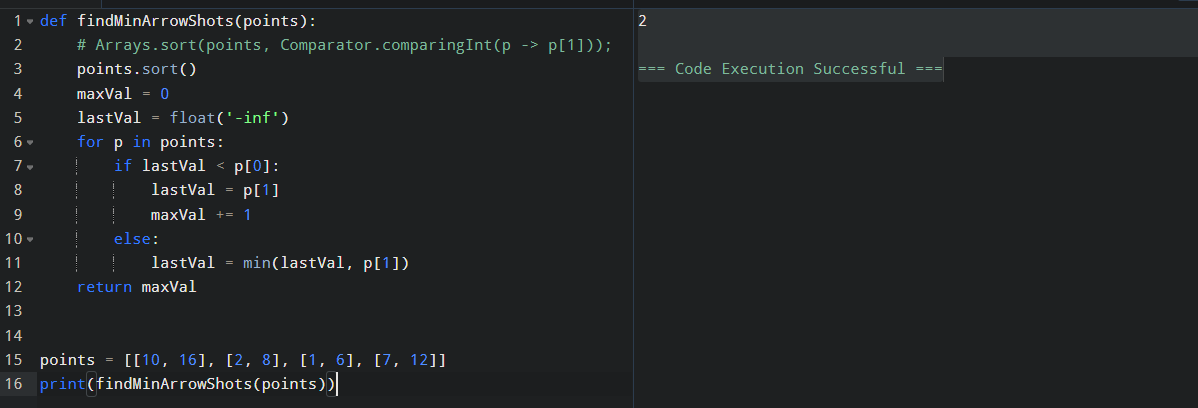 1 def findMinArrowShots(points):
2 # Arrays.sort(points, Comparator.comparingInt(p -> p[1]));
3 points.sort()
4 maxVal = 0
5 lastVal = float('-inf')
6 for p in points:
7 if lastVal < p[0]:
8 lastVal = p[1]
9 maxVal += 1
10 else:
11 lastVal = min(lastVal, p[1])
12 return maxVal
13
14
15 points = [[10, 16], [2, 8], [1, 6], [7, 12]]
16 print(findMinArrowShots(points))
2
=== Code Execution Successful ===